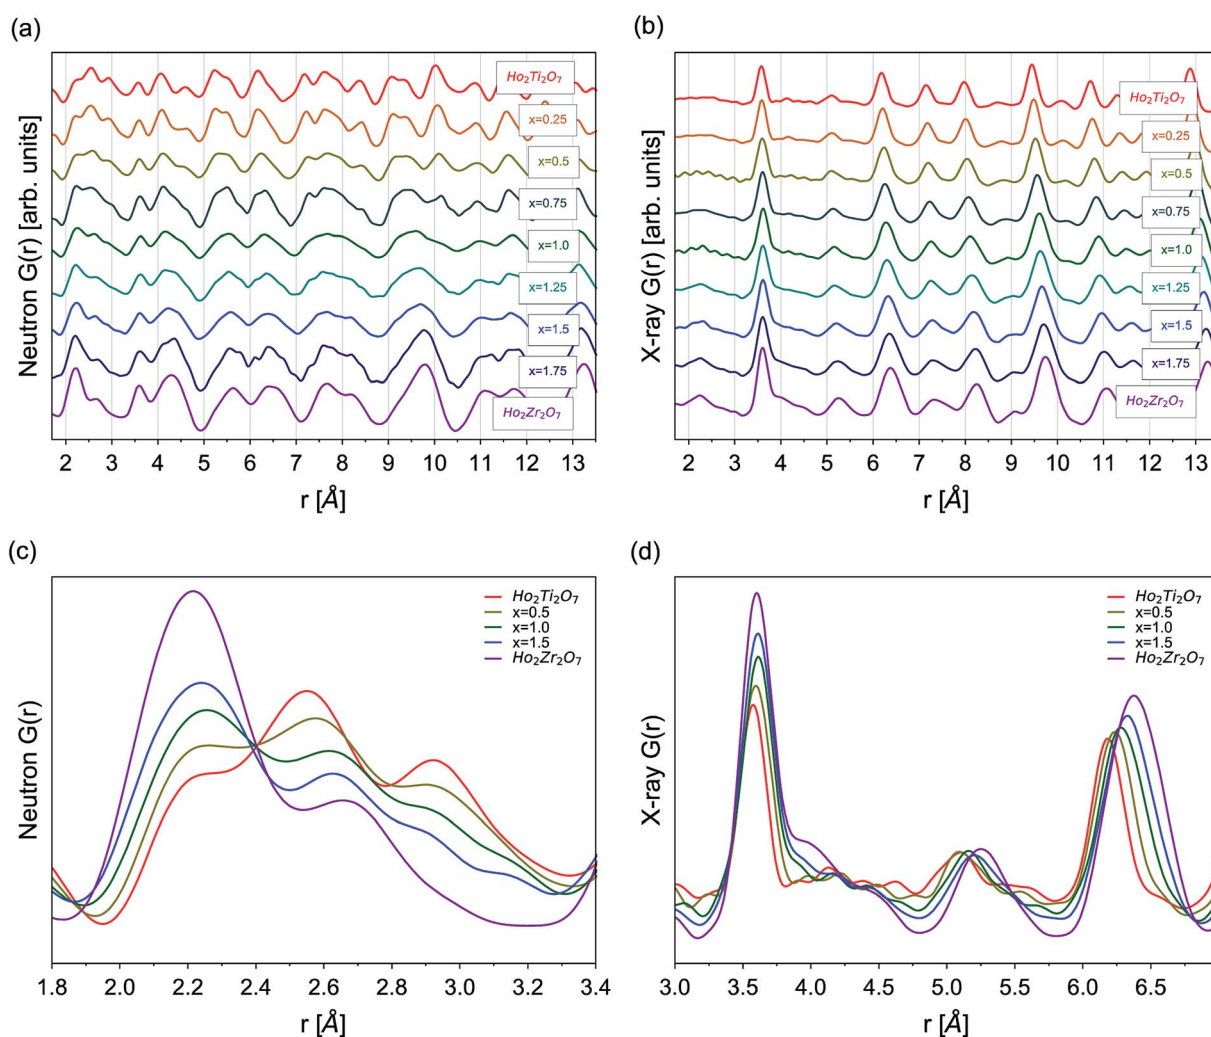 (a)
Neutron G(r) [arb. units]
Ho₂Ti₂O₇
x=0.25
x=0.5
x=0.75
x=1.0
x=1.25
x=1.5
x=1.75
Ho₂Zr₂O₇
2 3 4 5 6 7 8 9 10 11 12 13
r [Å]
(b)
X-ray G(r) [arb. units]
Ho₂Ti₂O₇
x=0.25
x=0.5
x=0.75
x=1.0
x=1.25
x=1.5
x=1.75
Ho₂Zr₂O₇
2 3 4 5 6 7 8 9 10 11 12 13
r [Å]
(c)
Neutron G(r)
Ho₂Ti₂O₇
x=0.5
x=1.0
x=1.5
Ho₂Zr₂O₇
1.8 2.0 2.2 2.4 2.6 2.8 3.0 3.2 3.4
r [Å]
(d)
X-ray G(r)
Ho₂Ti₂O₇
x=0.5
x=1.0
x=1.5
Ho₂Zr₂O₇
3.0 3.5 4.0 4.5 5.0 5.5 6.0 6.5
r [Å]